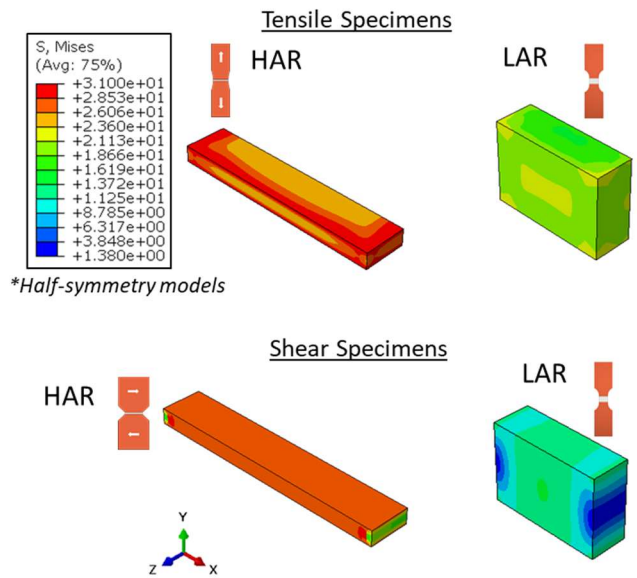 Tensile Specimens
S, Mises
(Avg: 75%)
+3.100e+01
+2.853e+01
+2.606e+01
+2.360e+01
+2.113e+01
+1.866e+01
+1.619e+01
+1.372e+01
+1.125e+01
+8.785e+00
+6.317e+00
+3.848e+00
+1.380e+00
HAR
LAR
*Half-symmetry models
Shear Specimens
HAR
LAR
Y
Z
X